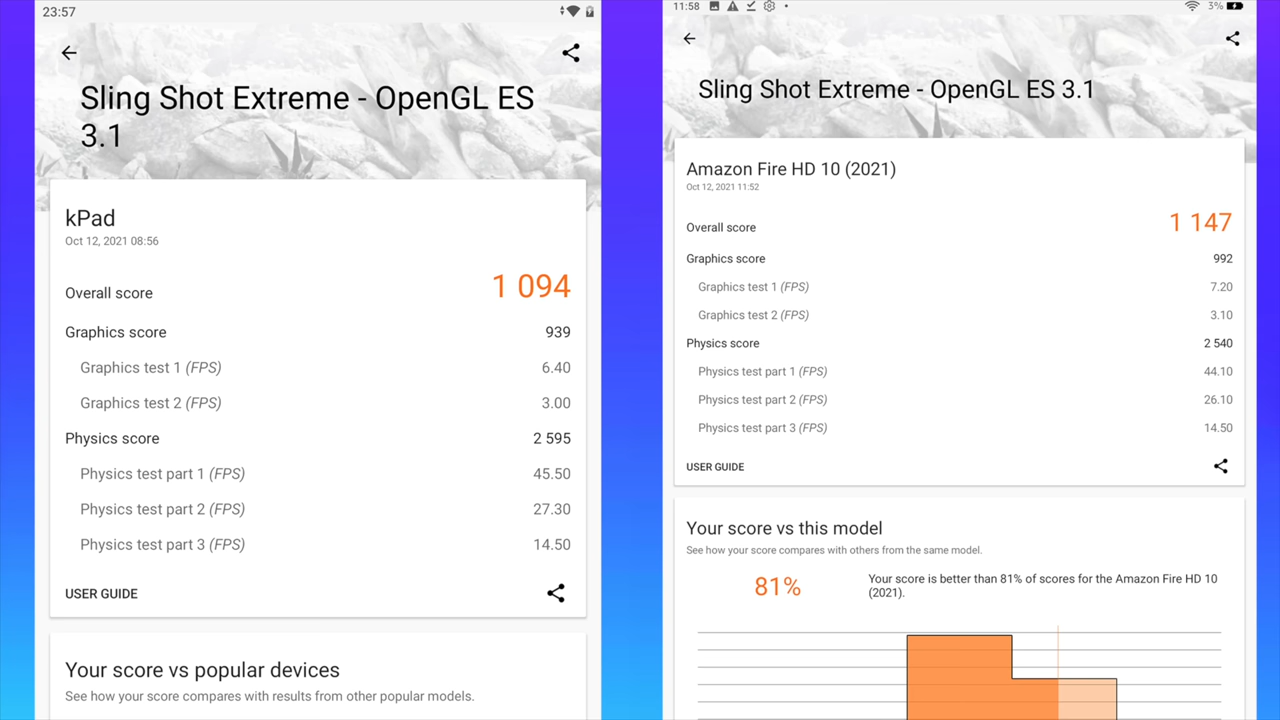 23:57
Sling Shot Extreme - OpenGL ES
3.1
kPad
Oct 12, 2021 08:56
Overall score 1 094
Graphics score 939
Graphics test 1 (FPS) 6.40
Graphics test 2 (FPS) 3.00
Physics score 2 595
Physics test part 1 (FPS) 45.50
Physics test part 2 (FPS) 27.30
Physics test part 3 (FPS) 14.50
USER GUIDE
Your score vs popular devices
See how your score compares with results from other popular models.
11:58 3%
Sling Shot Extreme - OpenGL ES 3.1
Amazon Fire HD 10 (2021)
Oct 12, 2021 11:52
Overall score 1 147
Graphics score 992
Graphics test 1 (FPS) 7.20
Graphics test 2 (FPS) 3.10
Physics score 2 540
Physics test part 1 (FPS) 44.10
Physics test part 2 (FPS) 26.10
Physics test part 3 (FPS) 14.50
USER GUIDE
Your score vs this model
See how your score compares with others from the same model.
81% Your score is better than 81% of scores for the Amazon Fire HD 10
(2021).